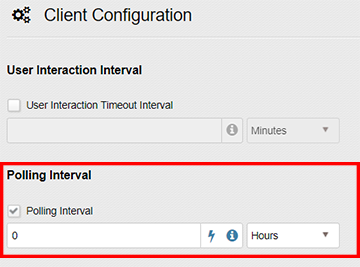 Client Configuration
User Interaction Interval
User Interaction Timeout Interval
Minutes
Polling Interval
Polling Interval
0 Hours